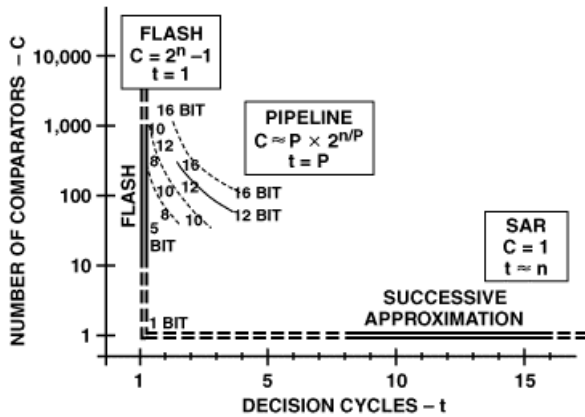 FLASH
C = 2ⁿ –1
t = 1
PIPELINE
C ≈ P × 2ⁿ/ᴾ
t = P
SAR
C = 1
t ≈ n
NUMBER OF COMPARATORS – C
10,000
1,000
100
10
1
FLASH
16 BIT
10
12
8
16
10
12
16 BIT
8
10
12 BIT
5
BIT
1 BIT
SUCCESSIVE
APPROXIMATION
1
5
10
15
DECISION CYCLES – t